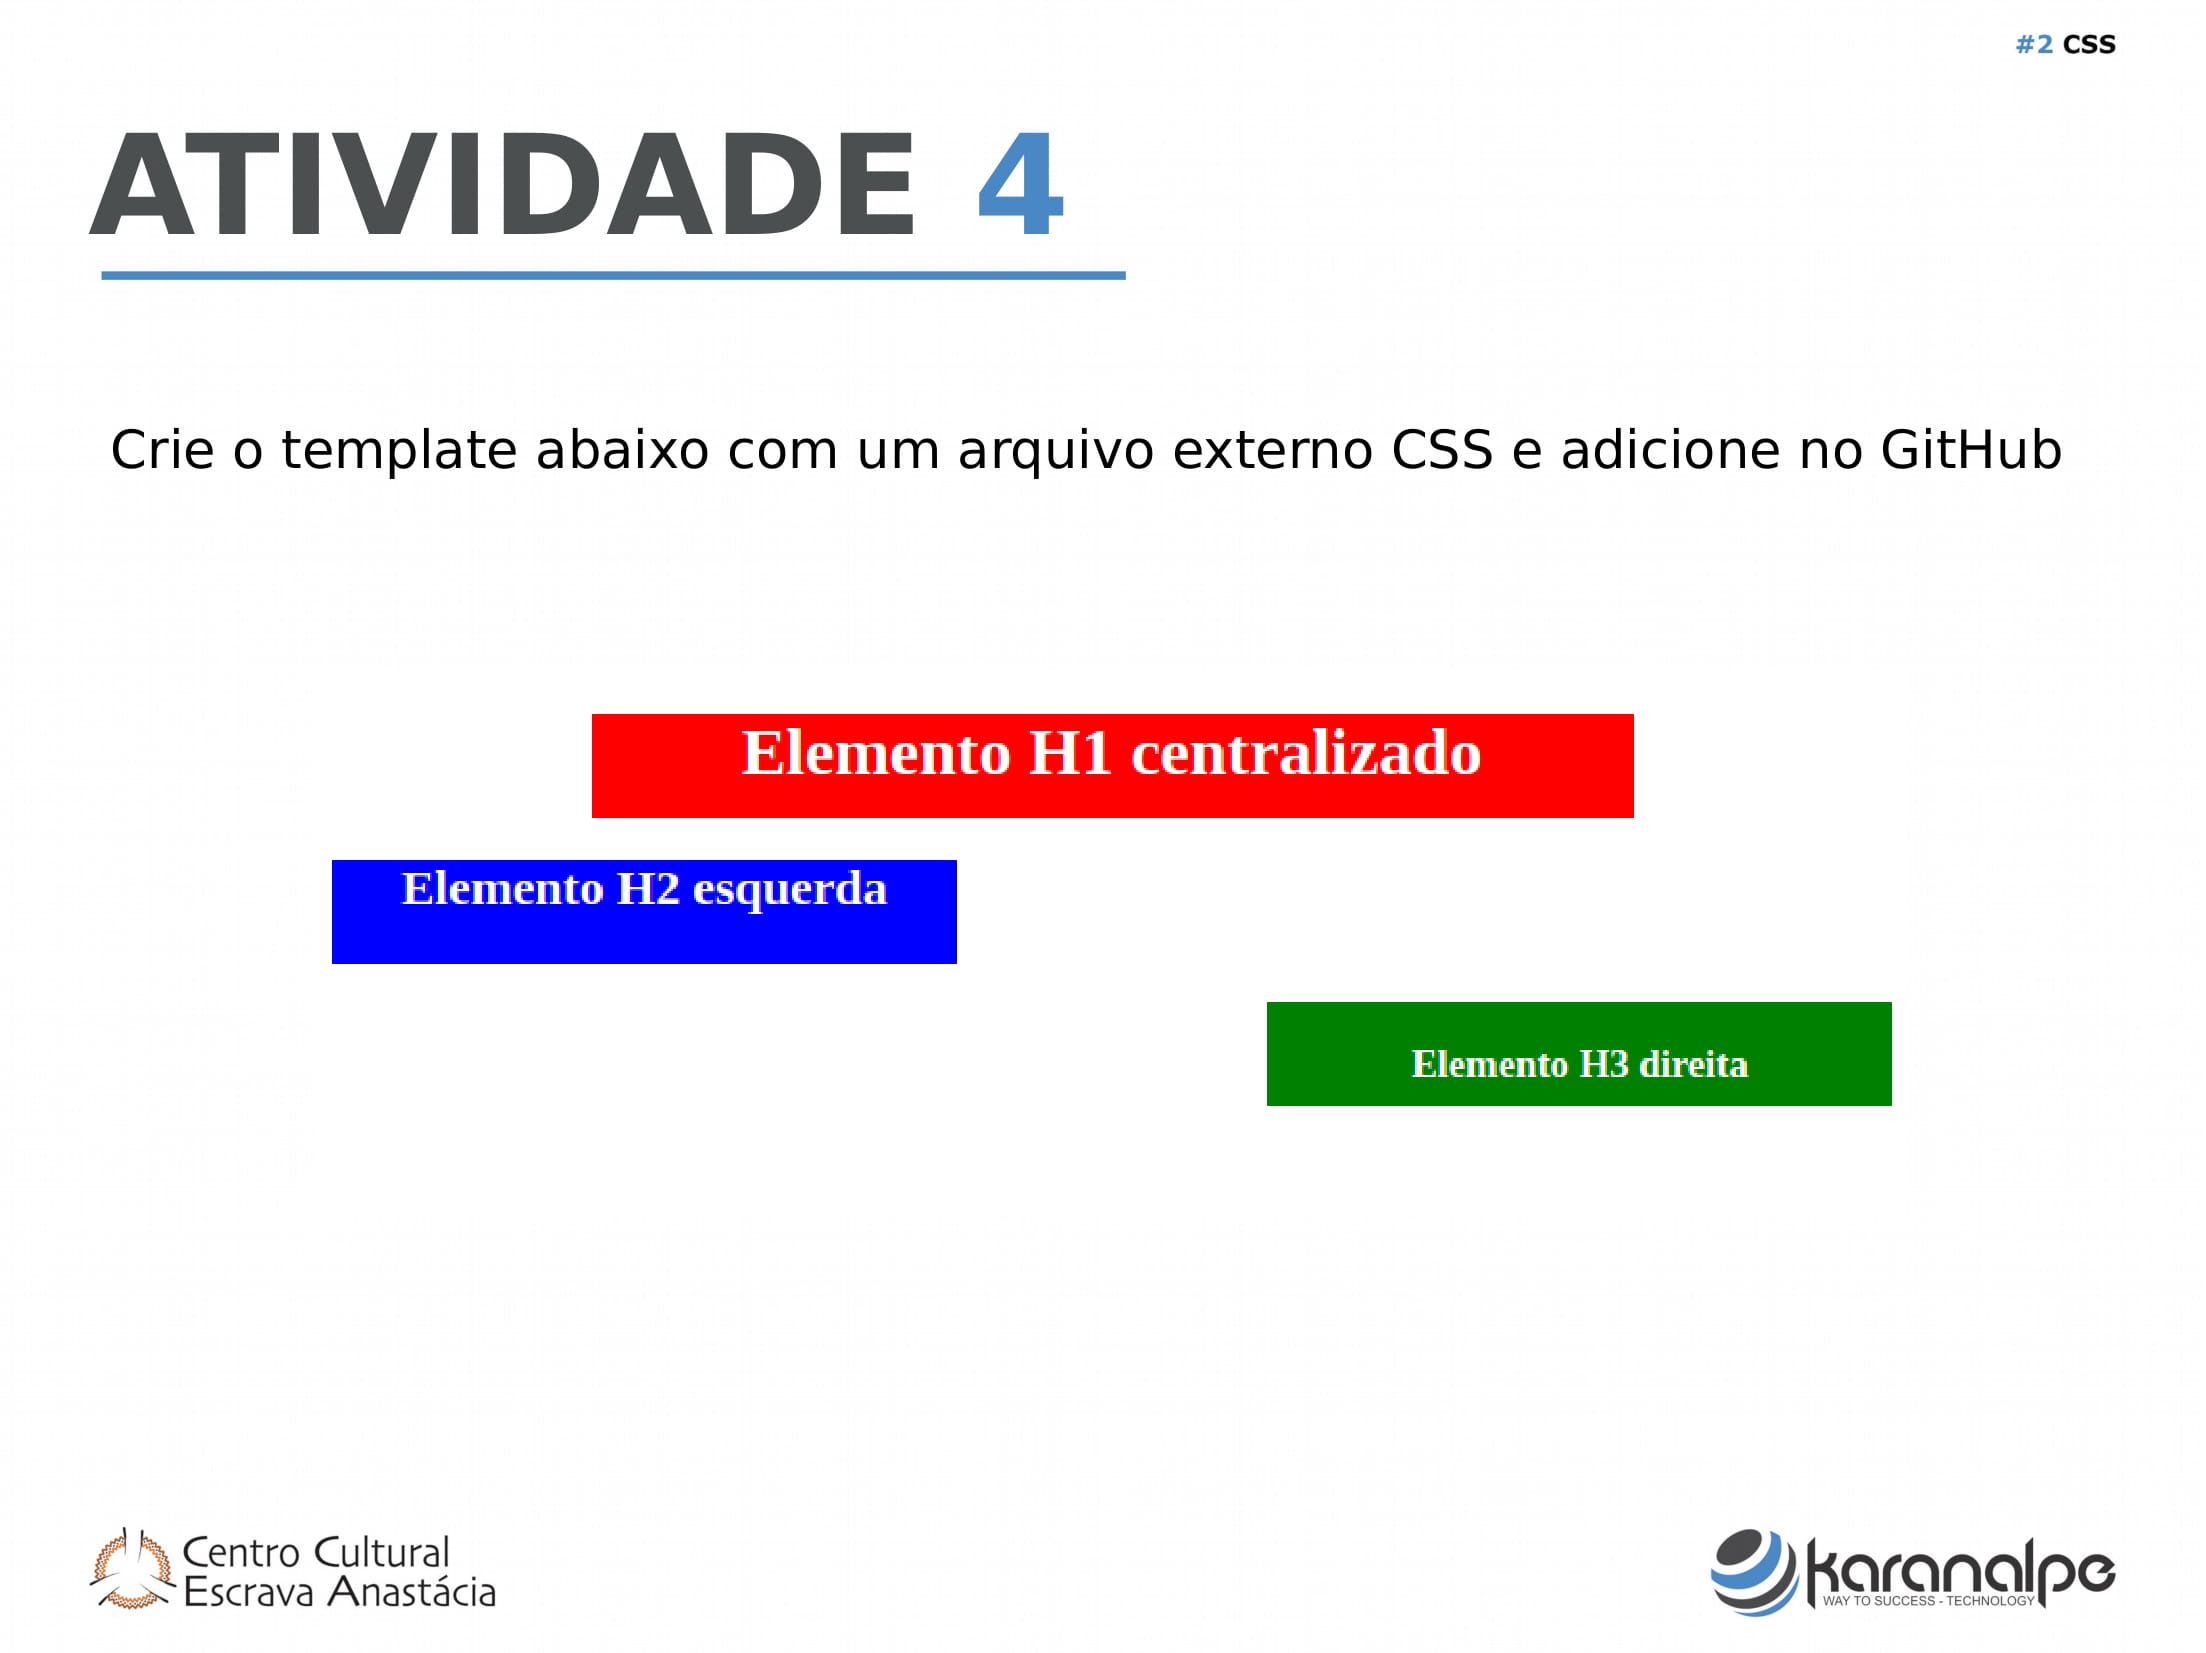 #2 CSS
ATIVIDADE 4
Crie o template abaixo com um arquivo externo CSS e adicione no GitHub
Elemento H1 centralizado
Elemento H2 esquerda
Elemento H3 direita
Centro Cultural
Escrava Anastácia
karanalpe
WAY TO SUCCESS - TECHNOLOGY